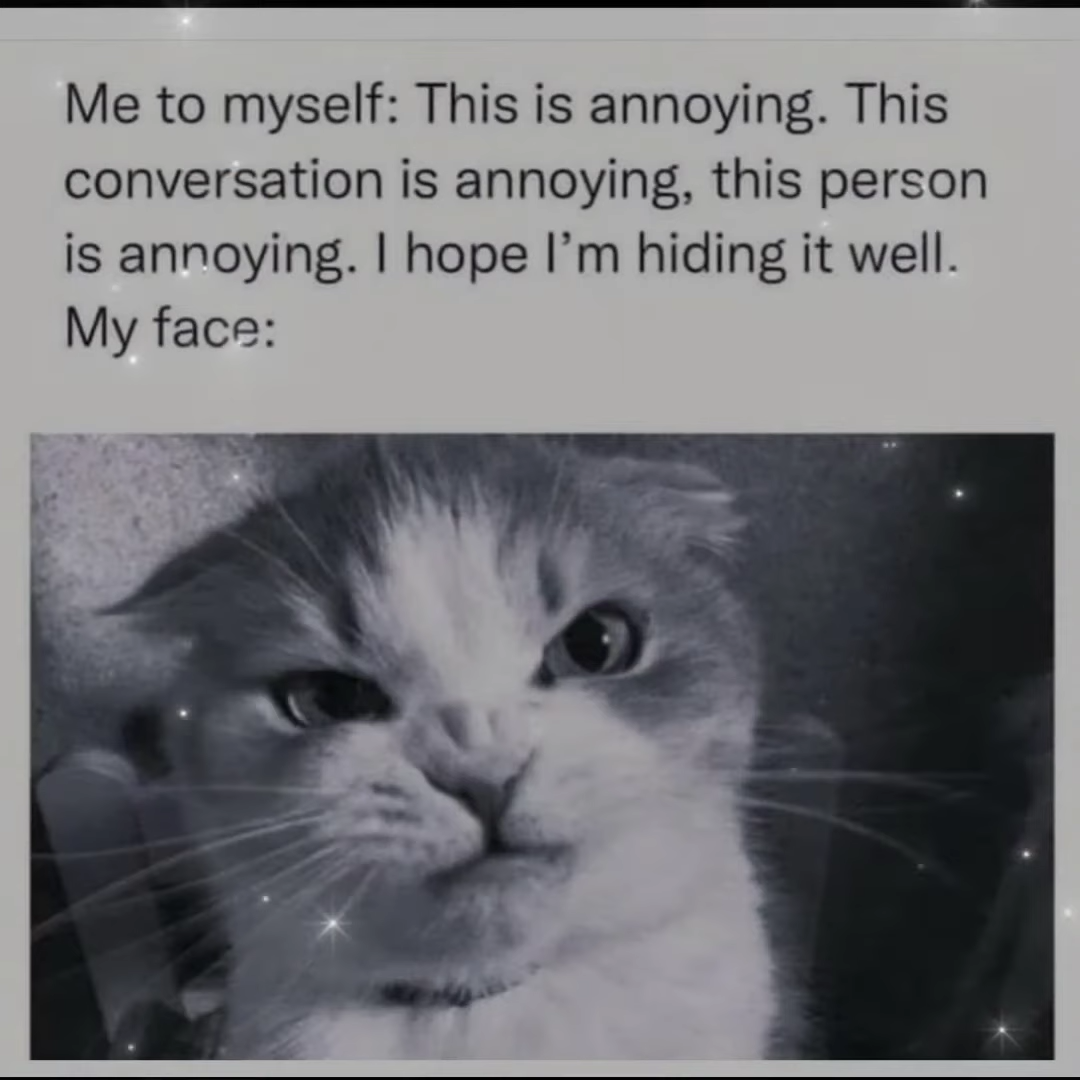 Me to myself: This is annoying. This
conversation is annoying, this person
is annoying. I hope I’m hiding it well.
My face: